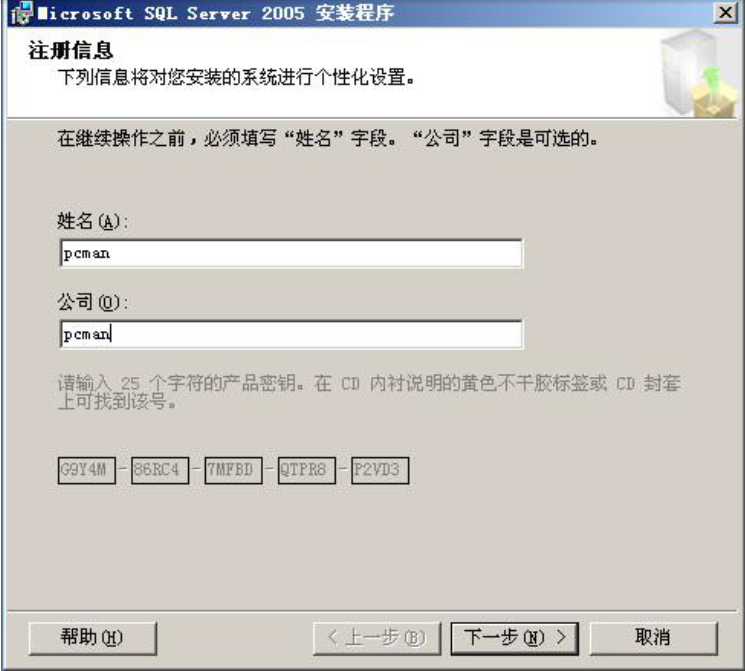 Microsoft SQL Server 2005 安装程序
注册信息
下列信息将对您安装的系统进行个性化设置。
在继续操作之前，必须填写“姓名”字段。“公司”字段是可选的。
姓名(A):
pcman
公司(O):
pcman
请输入 25 个字符的产品密钥。在 CD 内衬说明的黄色不干胶标签或 CD 封套
上可找到该号。
G9Y4M - 86RC4 - 7MFBD - QTPR8 - P2VD3
帮助(H) < 上一步(B) 下一步(N) > 取消